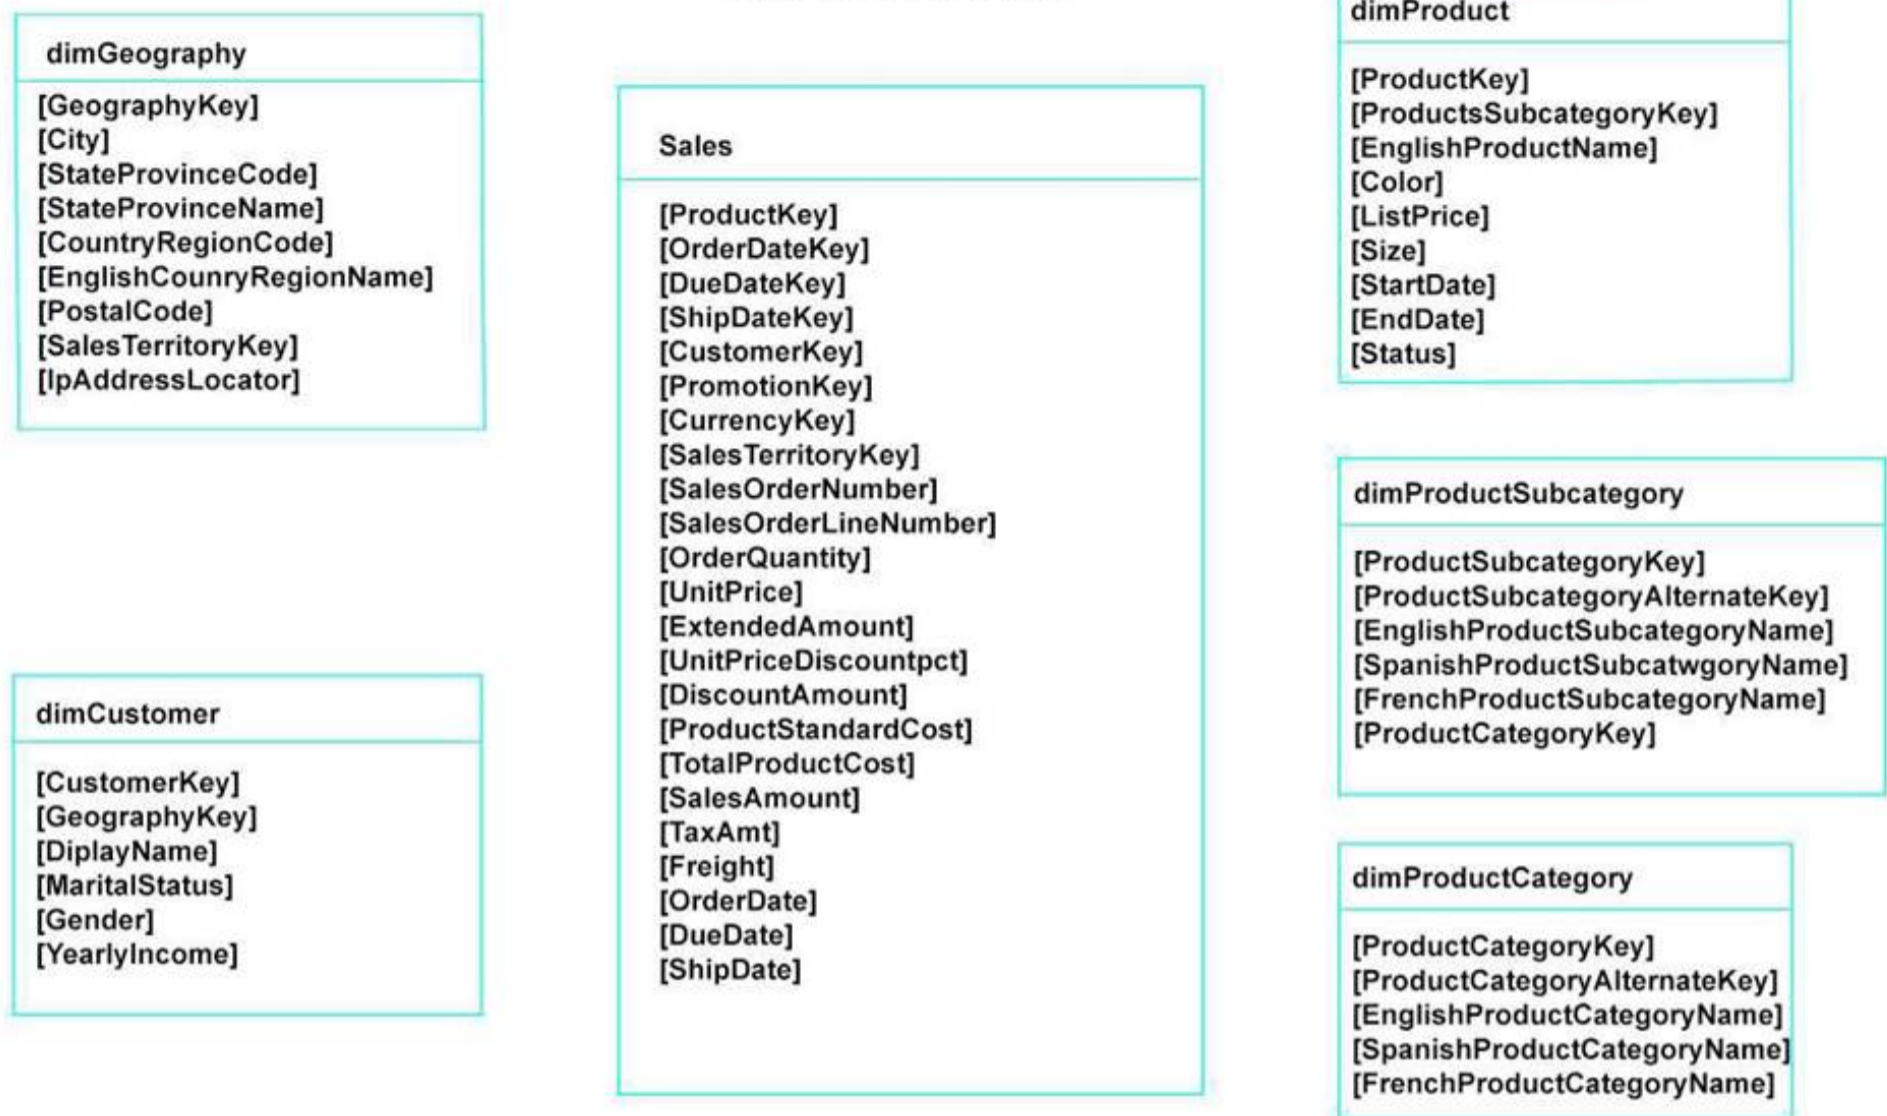 dimGeography
[GeographyKey]
[City]
[StateProvinceCode]
[StateProvinceName]
[CountryRegionCode]
[EnglishCounryRegionName]
[PostalCode]
[SalesTerritoryKey]
[IpAddressLocator]
dimCustomer
[CustomerKey]
[GeographyKey]
[DiplayName]
[MaritalStatus]
[Gender]
[YearlyIncome]
Sales
[ProductKey]
[OrderDateKey]
[DueDateKey]
[ShipDateKey]
[CustomerKey]
[PromotionKey]
[CurrencyKey]
[SalesTerritoryKey]
[SalesOrderNumber]
[SalesOrderLineNumber]
[OrderQuantity]
[UnitPrice]
[ExtendedAmount]
[UnitPriceDiscountpct]
[DiscountAmount]
[ProductStandardCost]
[TotalProductCost]
[SalesAmount]
[TaxAmt]
[Freight]
[OrderDate]
[DueDate]
[ShipDate]
dimProduct
[ProductKey]
[ProductsSubcategoryKey]
[EnglishProductName]
[Color]
[ListPrice]
[Size]
[StartDate]
[EndDate]
[Status]
dimProductSubcategory
[ProductSubcategoryKey]
[ProductSubcategoryAlternateKey]
[EnglishProductSubcategoryName]
[SpanishProductSubcatwgoryName]
[FrenchProductSubcategoryName]
[ProductCategoryKey]
dimProductCategory
[ProductCategoryKey]
[ProductCategoryAlternateKey]
[EnglishProductCategoryName]
[SpanishProductCategoryName]
[FrenchProductCategoryName]